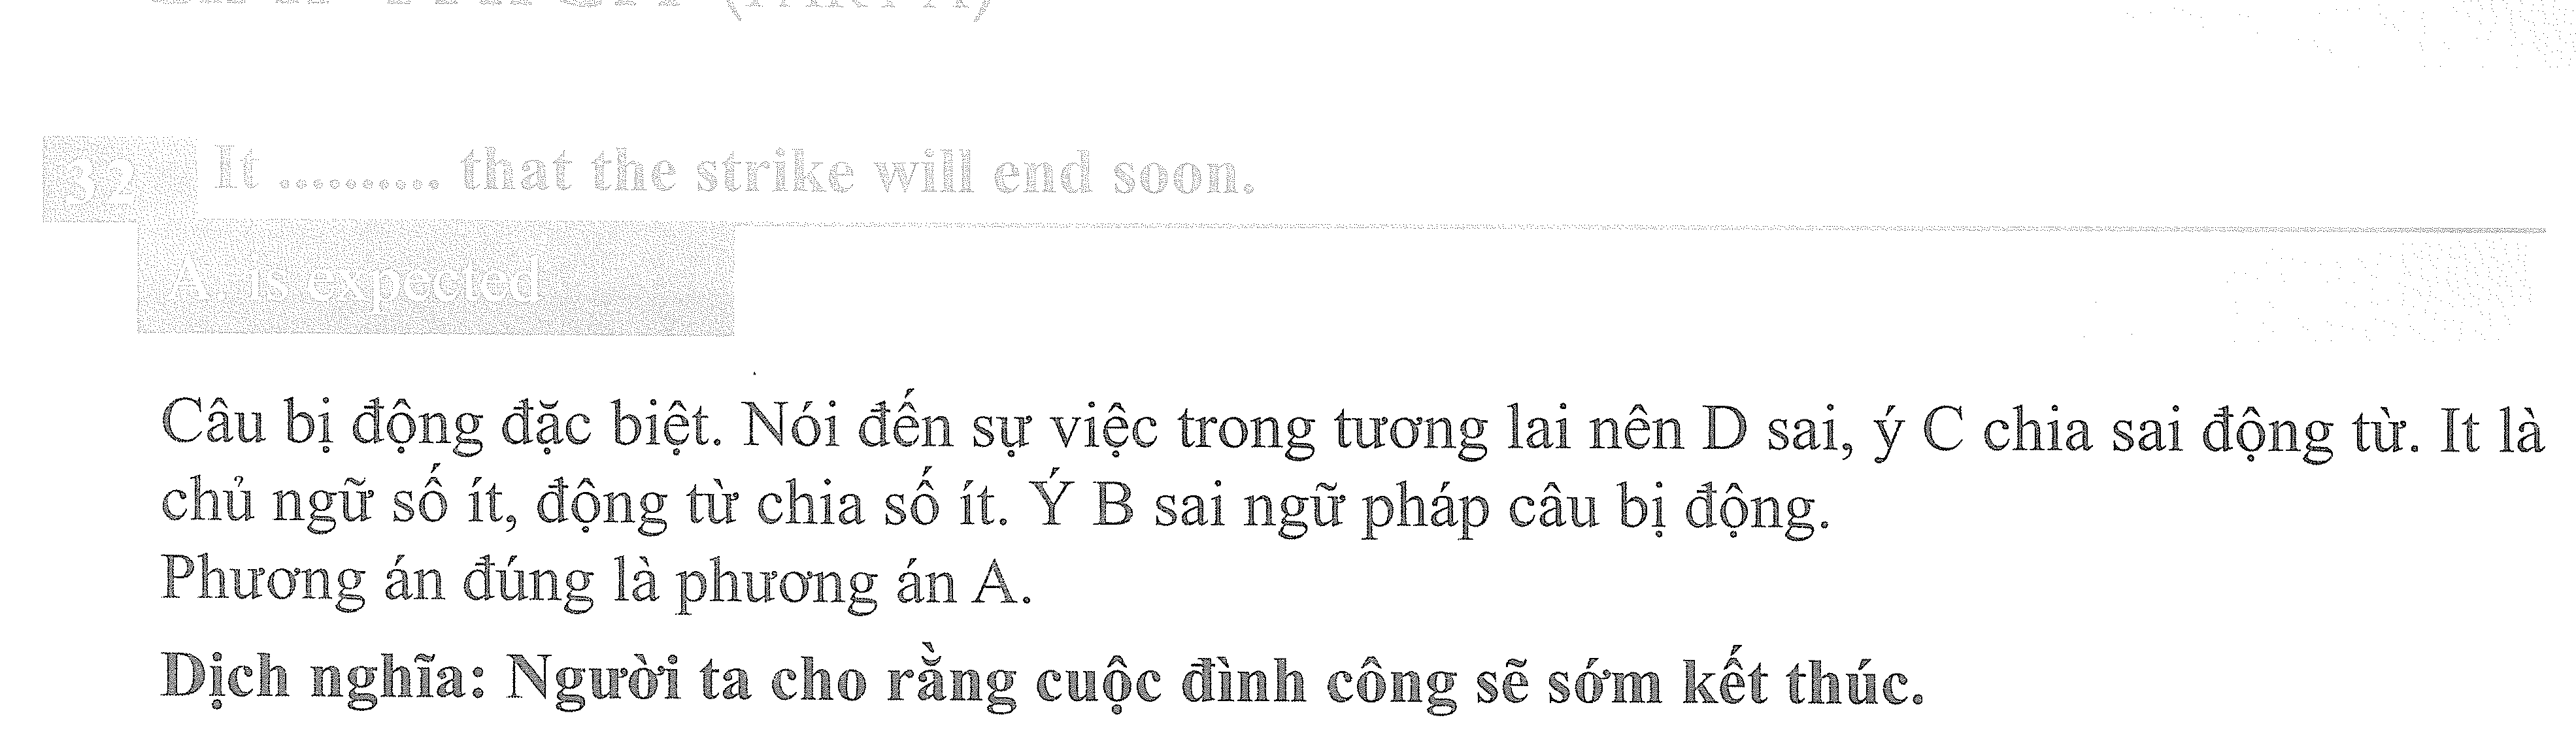 32 It .......... that the strike will end soon.
A. is expected
Câu bị động đặc biệt. Nói đến sự việc trong tương lai nên D sai, ý C chia sai động từ. It là
chủ ngữ số ít, động từ chia số ít. Ý B sai ngữ pháp câu bị động.
Phương án đúng là phương án A.
Dịch nghĩa: Người ta cho rằng cuộc đình công sẽ sớm kết thúc.